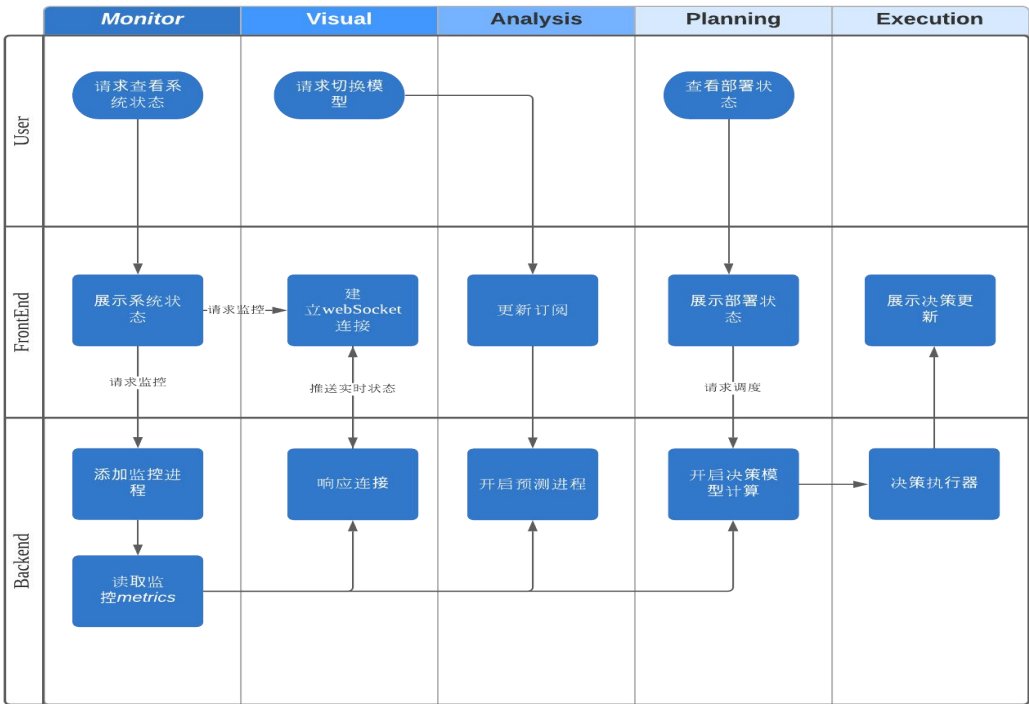 Monitor
Visual
Analysis
Planning
Execution
User
请求查看系
统状态
请求切换模
型
查看部署状
态
FrontEnd
展示系统状
态
请求监控
建
立webSocket
连接
更新订阅
展示部署状
态
展示决策更
新
请求监控
推送实时状态
请求调度
Backend
添加监控进
程
响应连接
开启预测进程
开启决策模
型计算
决策执行器
读取监
控metrics